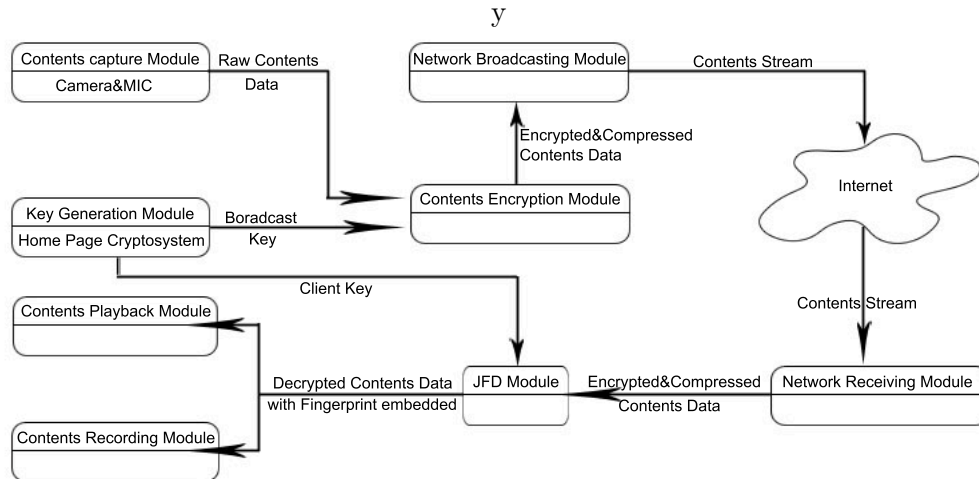 y
Contents capture Module
Camera&MIC
Raw Contents
Data
Network Broadcasting Module
Contents Stream
Encrypted&Compressed
Contents Data
Internet
Contents Encryption Module
Key Generation Module
Home Page Cryptosystem
Boradcast
Key
Client Key
Contents Stream
Contents Playback Module
Decrypted Contents Data
with Fingerprint embedded
JFD Module
Encrypted&Compressed
Contents Data
Network Receiving Module
Contents Recording Module